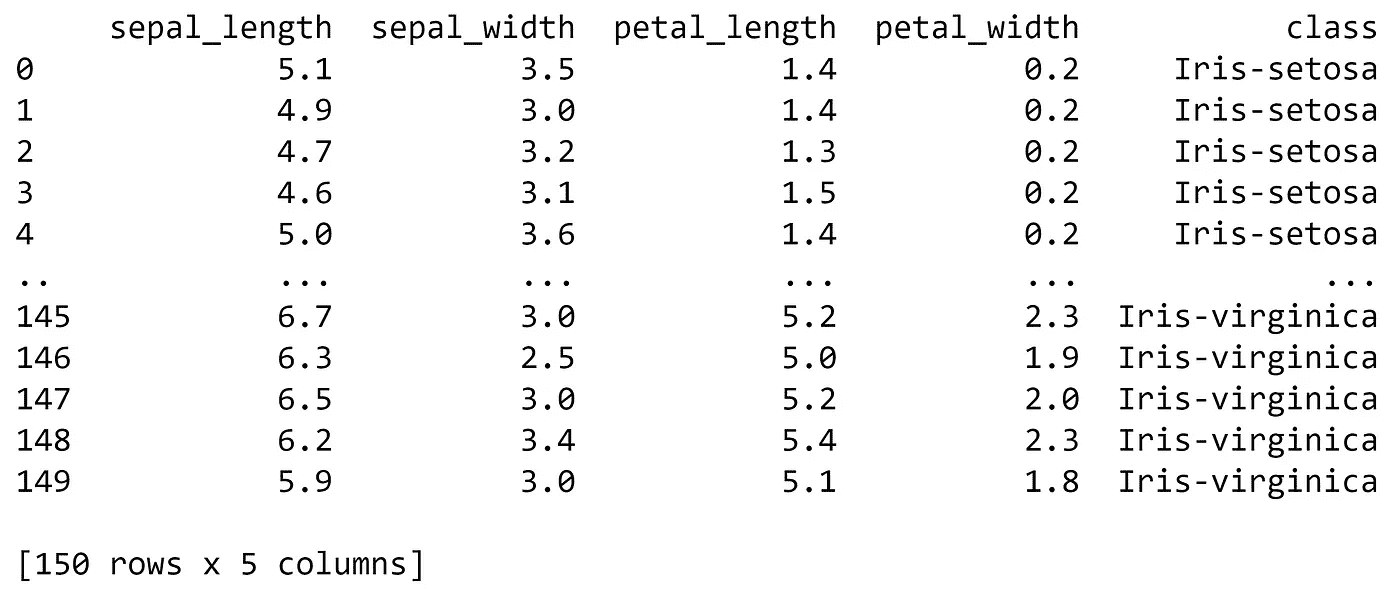 sepal_length sepal_width petal_length petal_width class
0 5.1 3.5 1.4 0.2 Iris-setosa
1 4.9 3.0 1.4 0.2 Iris-setosa
2 4.7 3.2 1.3 0.2 Iris-setosa
3 4.6 3.1 1.5 0.2 Iris-setosa
4 5.0 3.6 1.4 0.2 Iris-setosa
.. ... ... ... ... ...
145 6.7 3.0 5.2 2.3 Iris-virginica
146 6.3 2.5 5.0 1.9 Iris-virginica
147 6.5 3.0 5.2 2.0 Iris-virginica
148 6.2 3.4 5.4 2.3 Iris-virginica
149 5.9 3.0 5.1 1.8 Iris-virginica
[150 rows x 5 columns]